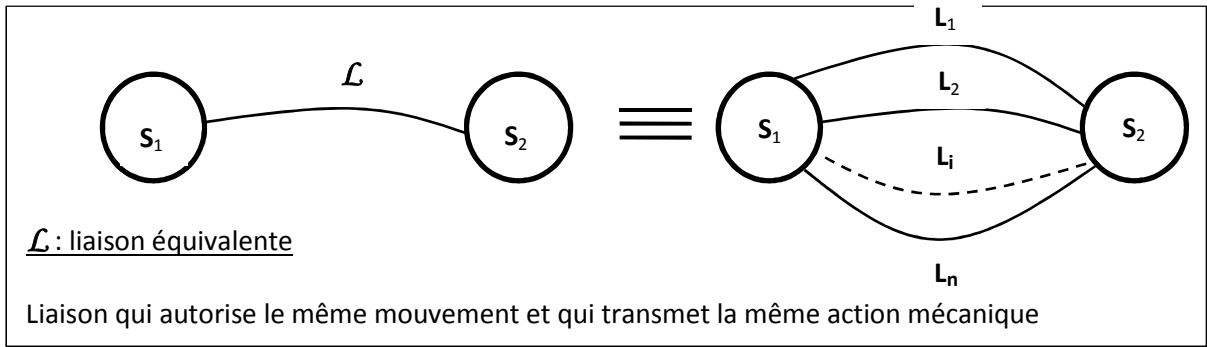 L₁
ℒ
L₂
S₁
S₂
S₁
S₂
Lᵢ
ℒ : liaison équivalente
Lₙ
Liaison qui autorise le même mouvement et qui transmet la même action mécanique